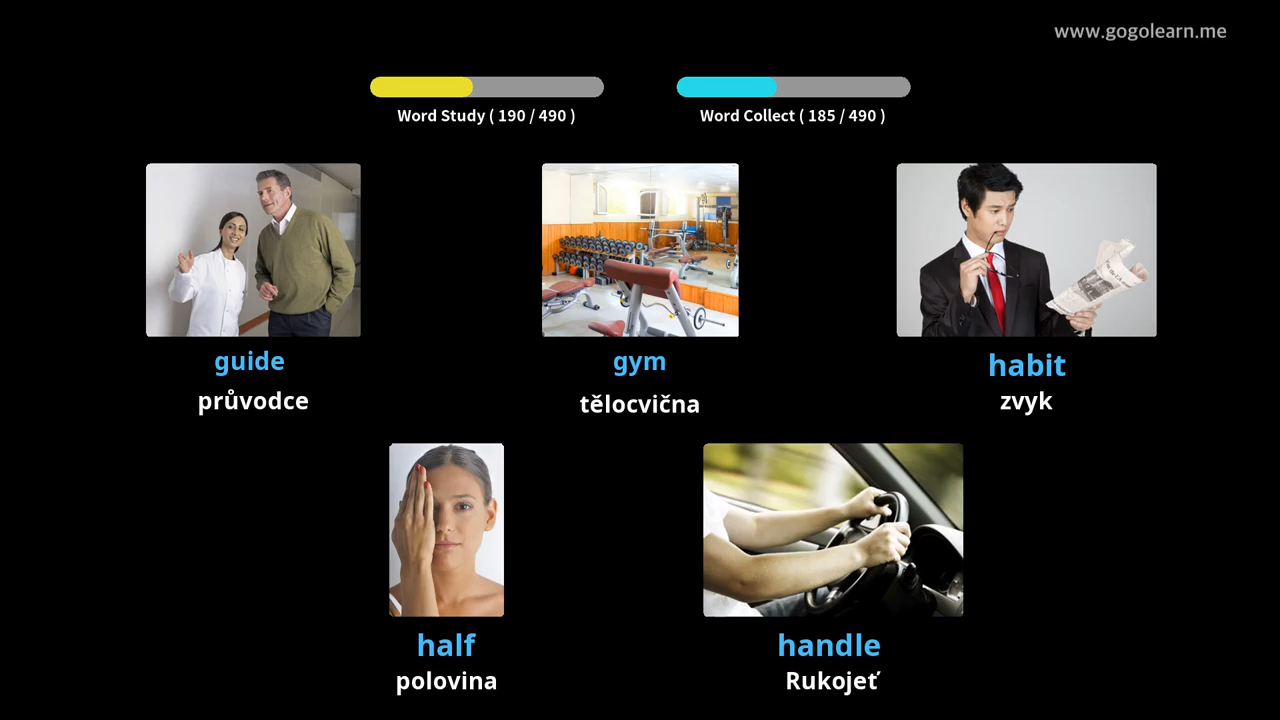 www.gogolearn.me
Word Study ( 190 / 490 )
Word Collect ( 185 / 490 )
guide
průvodce
gym
tělocvična
habit
zvyk
half
polovina
handle
Rukojeť